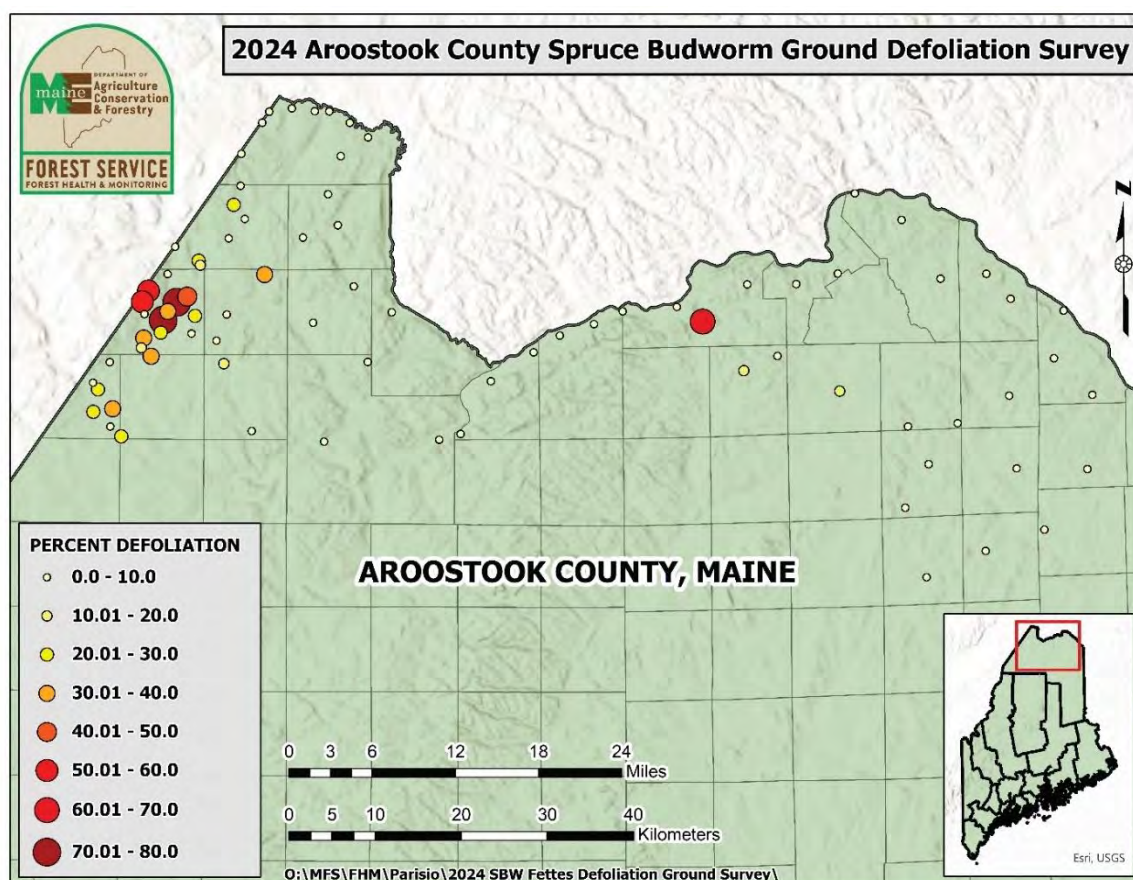 2024 Aroostook County Spruce Budworm Ground Defoliation Survey
DEPARTMENT OF
maine
ME
Agriculture
Conservation
& Forestry
FOREST SERVICE
FOREST HEALTH & MONITORING
N
AROOSTOOK COUNTY, MAINE
PERCENT DEFOLIATION
0.0 - 10.0
10.01 - 20.0
20.01 - 30.0
30.01 - 40.0
40.01 - 50.0
50.01 - 60.0
60.01 - 70.0
70.01 - 80.0
0 3 6 12 18 24
Miles
0 5 10 20 30 40
Kilometers
O:\MFS\FHM\Parisio\2024 SBW Fettes Defoliation Ground Survey\
Esri, USGS